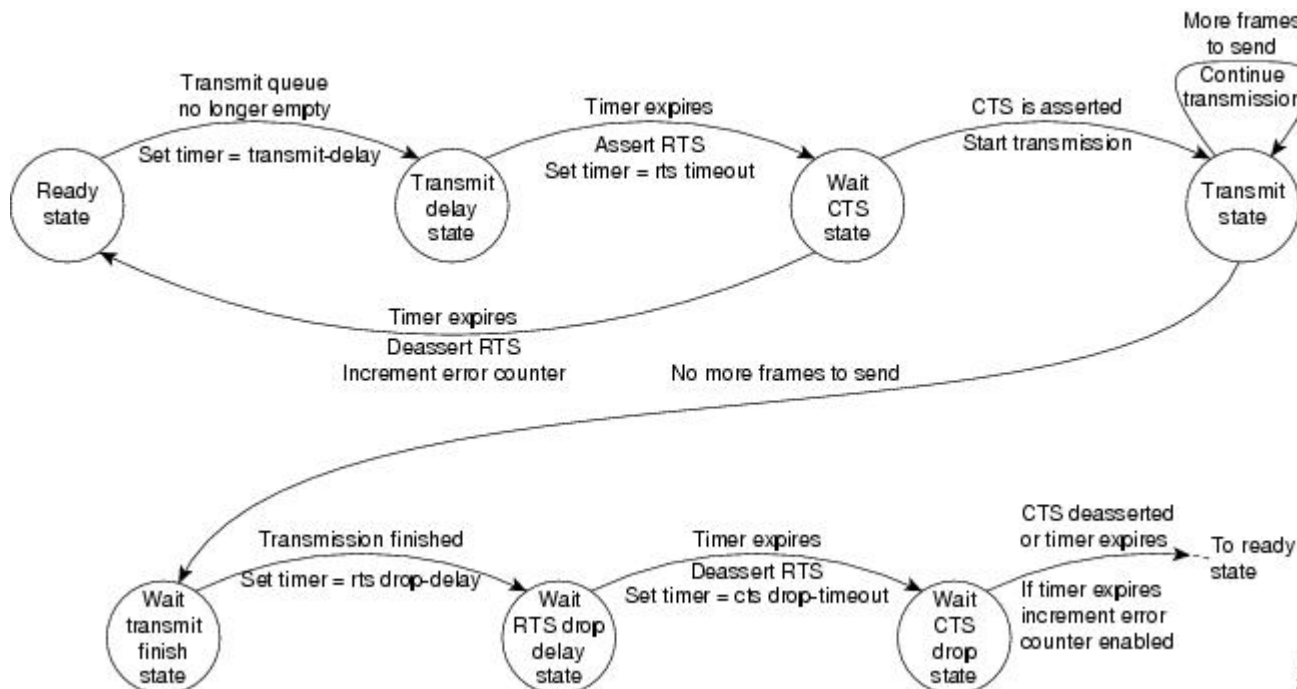 More frames
to send
Continue
transmission
Transmit queue
no longer empty
Set timer = transmit-delay
Timer expires
Assert RTS
Set timer = rts timeout
CTS is asserted
Start transmission
Ready
state
Transmit
delay
state
Wait
CTS
state
Transmit
state
Timer expires
Deassert RTS
Increment error counter
No more frames to send
Transmission finished
Set timer = rts drop-delay
Timer expires
Deassert RTS
Set timer = cts drop-timeout
CTS deasserted
or timer expires
If timer expires
increment error
counter enabled
To ready
state
Wait
transmit
finish
state
Wait
RTS drop
delay
state
Wait
CTS
drop
state